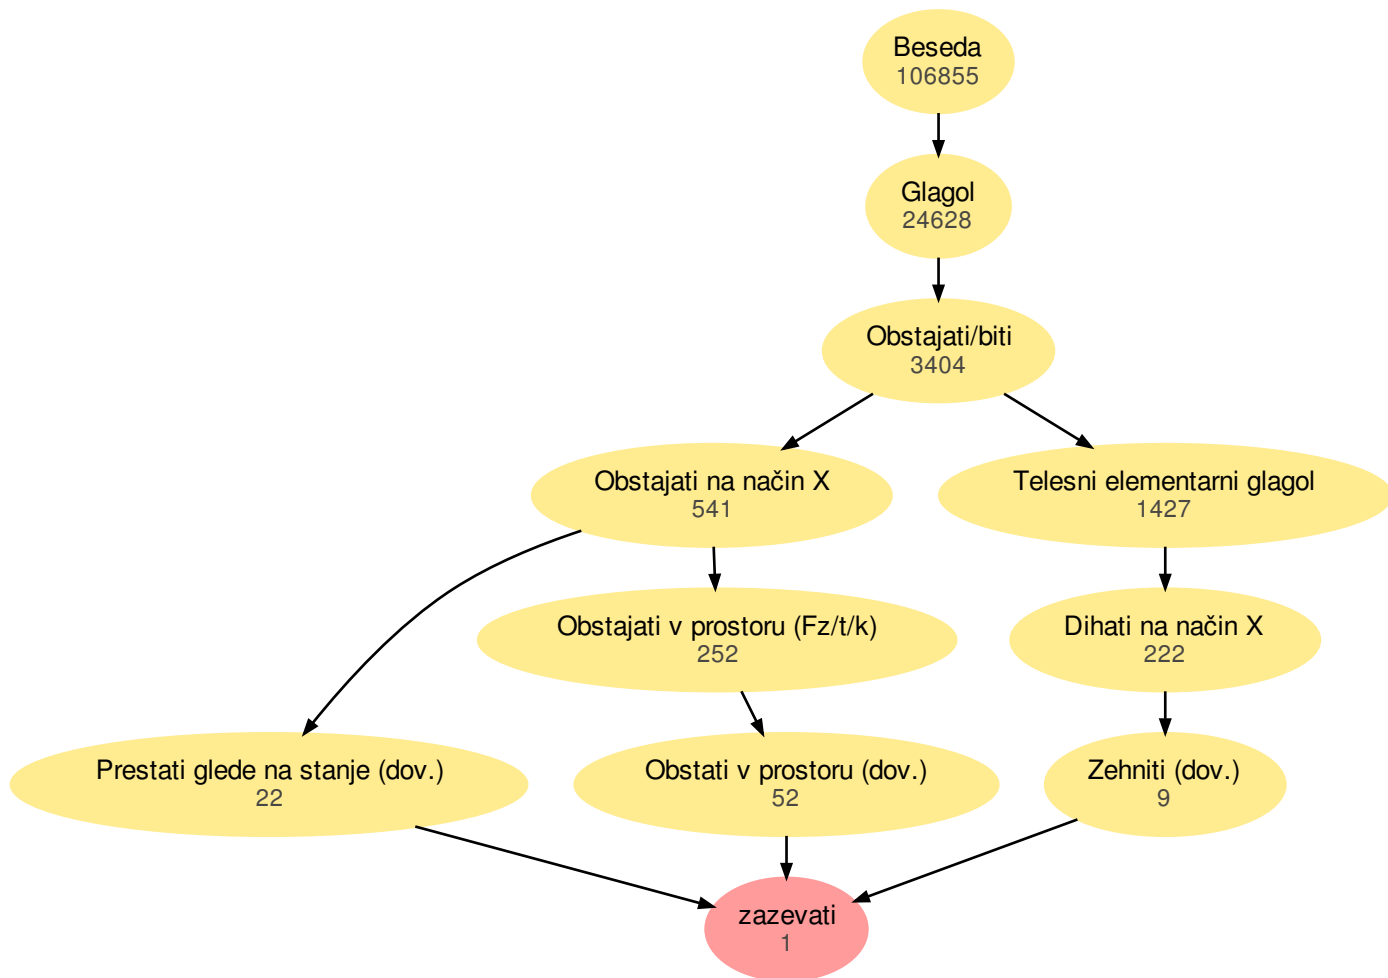 Beseda
106855
Glagol
24628
Obstajati/biti
3404
Obstajati na način X
541
Telesni elementarni glagol
1427
Obstajati v prostoru (Fz/t/k)
252
Dihati na način X
222
Prestati glede na stanje (dov.)
22
Obstati v prostoru (dov.)
52
Zehniti (dov.)
9
zazevati
1